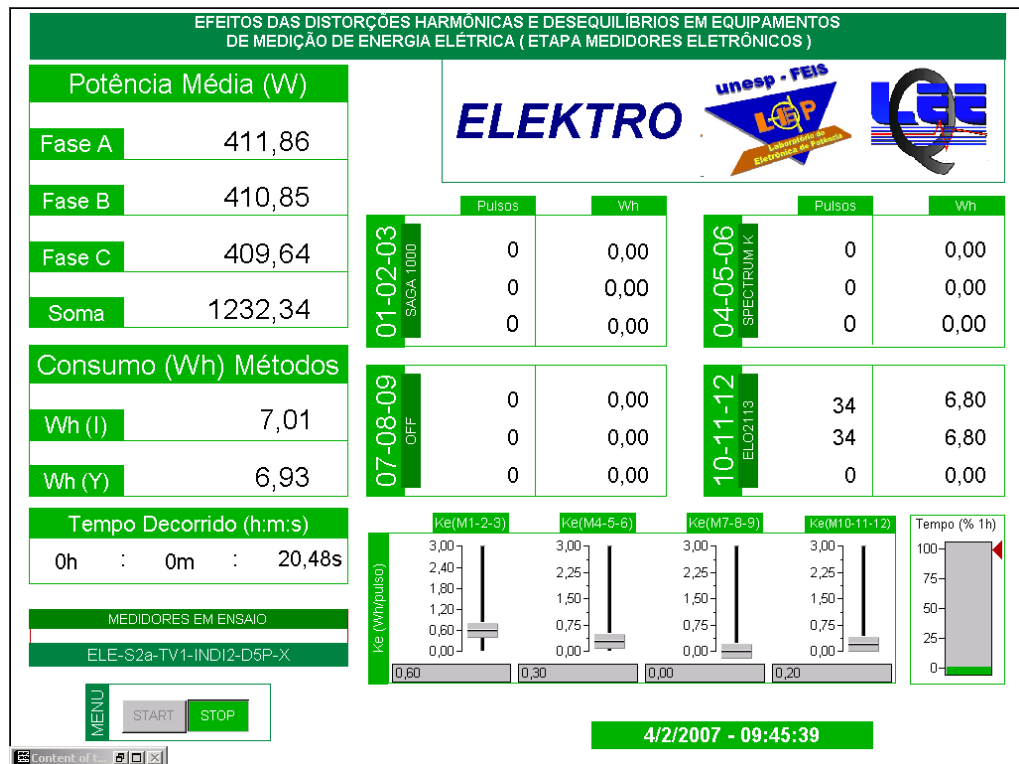 EFEITOS DAS DISTORÇÕES HARMÔNICAS E DESEQUILÍBRIOS EM EQUIPAMENTOS
DE MEDIÇÃO DE ENERGIA ELÉTRICA ( ETAPA MEDIDORES ELETRÔNICOS )
Potência Média (W)
Fase A 411,86
Fase B 410,85
Fase C 409,64
Soma 1232,34
ELEKTRO
unesp - FEIS
LEP
Laboratório de
Eletrônica de Potência
LQEE
Pulsos Wh
01-02-03
SAGA 1000
0 0,00
0 0,00
0 0,00
Pulsos Wh
04-05-06
SPECTRUM K
0 0,00
0 0,00
0 0,00
Consumo (Wh) Métodos
Wh (I) 7,01
Wh (Y) 6,93
07-08-09
OFF
0 0,00
0 0,00
0 0,00
10-11-12
ELO2113
34 6,80
34 6,80
0 0,00
Tempo Decorrido (h:m:s)
0h : 0m : 20,48s
Ke (Wh/pulso)
Ke(M1-2-3)
3,00
2,40
1,80
1,20
0,60
0,00
0,60
Ke(M4-5-6)
3,00
2,25
1,50
0,75
0,00
0,30
Ke(M7-8-9)
3,00
2,25
1,50
0,75
0,00
0,00
Ke(M10-11-12)
3,00
2,25
1,50
0,75
0,00
0,20
Tempo (% 1h)
100
75
50
25
0
MEDIDORES EM ENSAIO
ELE-S2a-TV1-INDI2-D5P-X
MENU
START STOP
4/2/2007 - 09:45:39
Content of t...